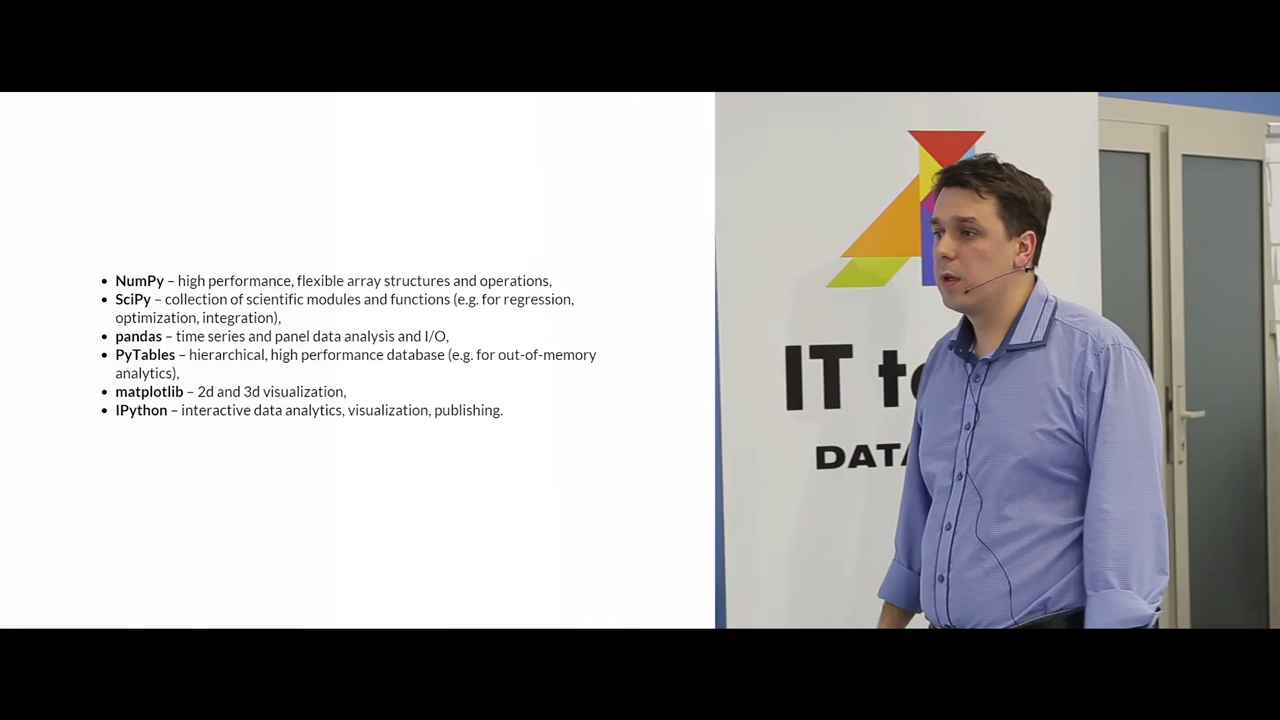 • NumPy – high performance, flexible array structures and operations,
• SciPy – collection of scientific modules and functions (e.g. for regression,
optimization, integration),
• pandas – time series and panel data analysis and I/O,
• PyTables – hierarchical, high performance database (e.g. for out-of-memory
analytics),
• matplotlib – 2d and 3d visualization,
• IPython – interactive data analytics, visualization, publishing.
IT